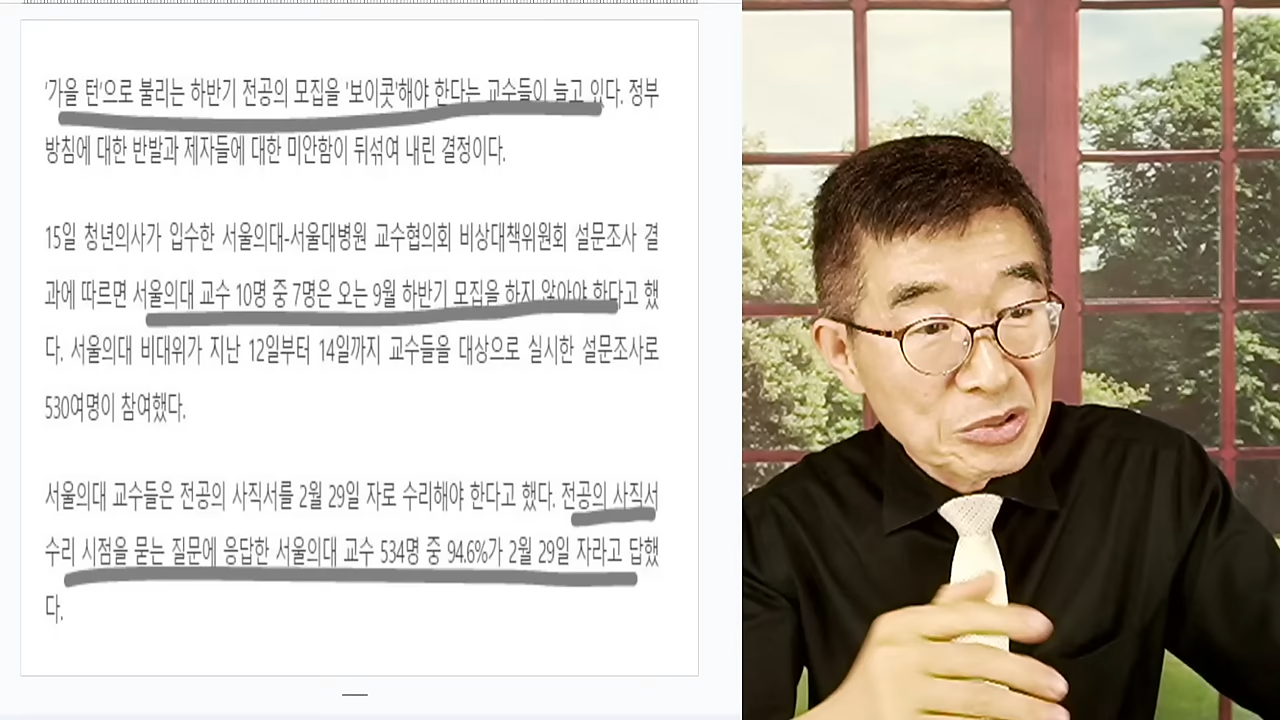 '가을 턴'으로 불리는 하반기 전공의 모집을 '보이콧'해야 한다는 교수들이 늘고 있다. 정부
방침에 대한 반발과 제자들에 대한 미안함이 뒤섞여 내린 결정이다.
15일 청년의사가 입수한 서울의대-서울대병원 교수협의회 비상대책위원회 설문조사 결
과에 따르면 서울의대 교수 10명 중 7명은 오는 9월 하반기 모집을 하지 않아야 한다고 했
다. 서울의대 비대위가 지난 12일부터 14일까지 교수들을 대상으로 실시한 설문조사로
530여명이 참여했다.
서울의대 교수들은 전공의 사직서를 2월 29일 자로 수리해야 한다고 했다. 전공의 사직서
수리 시점을 묻는 질문에 응답한 서울의대 교수 534명 중 94.6%가 2월 29일 자라고 답했
다.